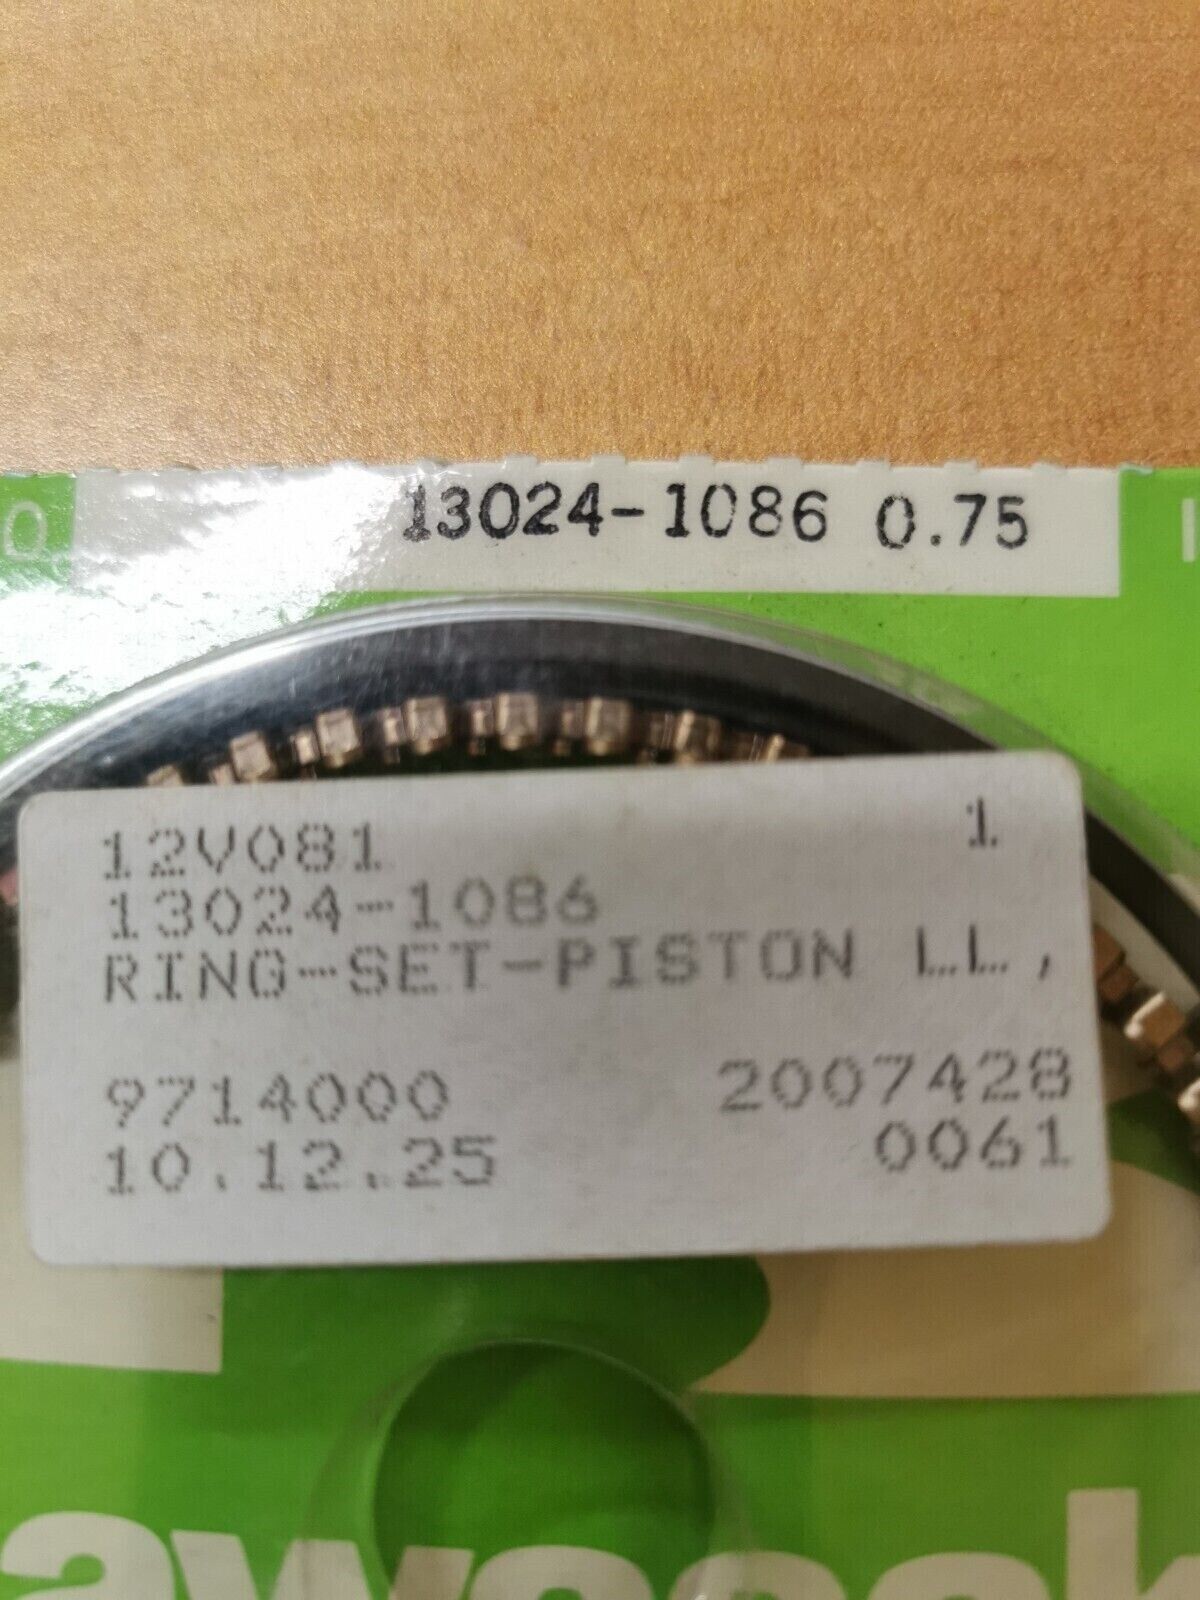 13024-1086 0.75
12V081 1
13024-1086
RING-SET-PISTON LL,
9714000 2007428
10.12.25 0061